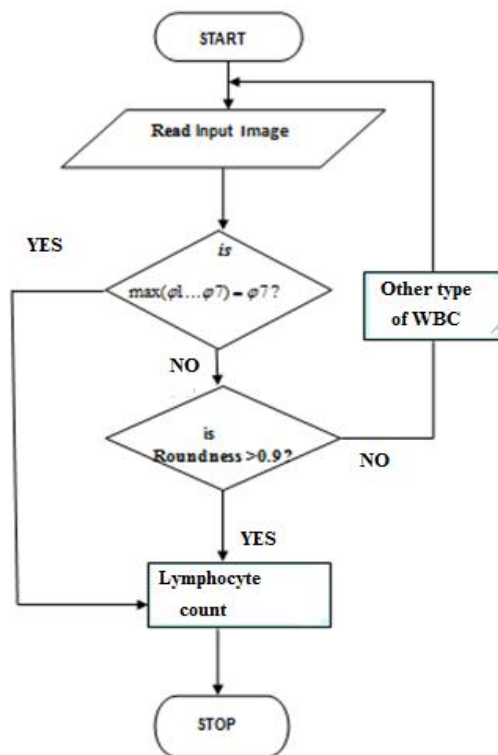 START
Read Input Image
YES
is
max(φ1...φ7) = φ7?
Other type
of WBC
NO
is
Roundness >0.9?
NO
YES
Lymphocyte
count
STOP